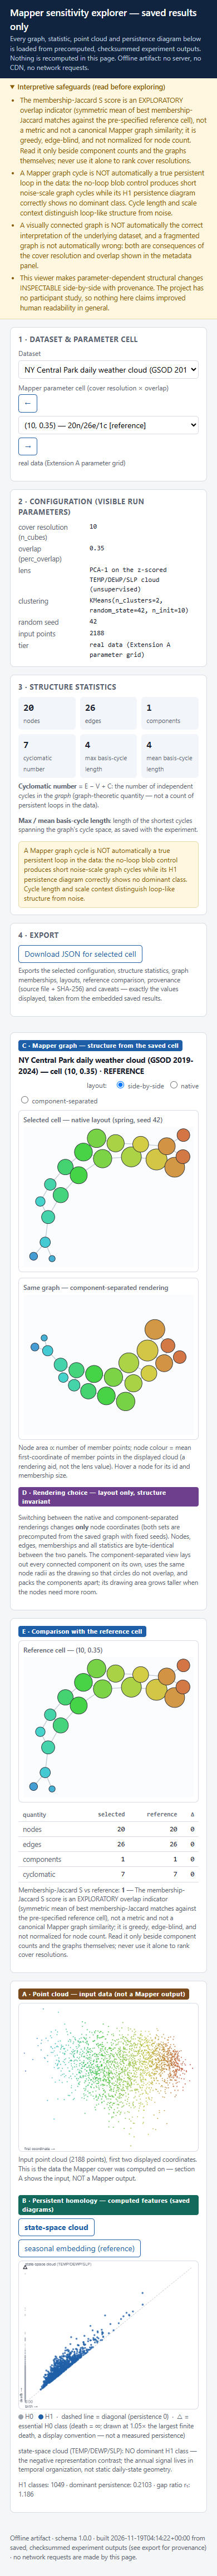 Mapper sensitivity explorer — saved results
only
Every graph, statistic, point cloud and persistence diagram below
is loaded from precomputed, checksummed experiment outputs.
Nothing is recomputed in this page. Offline artifact: no server, no
CDN, no network requests.
▾ Interpretive safeguards (read before exploring)
• The membership-Jaccard S score is an EXPLORATORY
overlap indicator (symmetric mean of best membership-
Jaccard matches against the pre-specified reference cell), not
a metric and not a canonical Mapper graph similarity; it is
greedy, edge-blind, and not normalized for node count.
Read it only beside component counts and the graphs
themselves; never use it alone to rank cover resolutions.
• A Mapper graph cycle is NOT automatically a true persistent
loop in the data: the no-loop blob control produces short
noise-scale graph cycles while its H1 persistence diagram
correctly shows no dominant class. Cycle length and scale
context distinguish loop-like structure from noise.
• A visually connected graph is NOT automatically the correct
interpretation of the underlying dataset, and a fragmented
graph is not automatically wrong: both are consequences of
the cover resolution and overlap shown in the metadata
panel.
• This viewer makes parameter-dependent structural changes
INSPECTABLE side-by-side with provenance. The project has
no participant study, so nothing here claims improved
human readability in general.
1 · DATASET & PARAMETER CELL
Dataset
NY Central Park daily weather cloud (GSOD 201
Mapper parameter cell (cover resolution × overlap)
←
(10, 0.35) — 20n/26e/1c [reference]
→
real data (Extension A parameter grid)
2 · CONFIGURATION (VISIBLE RUN
PARAMETERS)
cover resolution (n_cubes) 10
overlap (perc_overlap) 0.35
lens PCA-1 on the z-scored
TEMP/DEWP/SLP cloud
(unsupervised)
clustering KMeans(n_clusters=2,
random_state=42, n_init=10)
random seed 42
input points 2188
tier real data (Extension A
parameter grid)
3 · STRUCTURE STATISTICS
20 26 1
nodes edges components
7 4 4
cyclomatic number max basis-cycle length mean basis-cycle length
Cyclomatic number = E − V + C: the number of independent
cycles in the graph (graph-theoretic quantity — not a count of
persistent loops in the data).
Max / mean basis-cycle length: length of the shortest cycles
spanning the graph's cycle space, as saved with the experiment.
A Mapper graph cycle is NOT automatically a true
persistent loop in the data: the no-loop blob control
produces short noise-scale graph cycles while its H1
persistence diagram correctly shows no dominant class.
Cycle length and scale context distinguish loop-like
structure from noise.
4 · EXPORT
Download JSON for selected cell
Exports the selected configuration, structure statistics, graph
memberships, layouts, reference comparison, provenance
(source file + SHA-256) and caveats — exactly the values
displayed, taken from the embedded saved results.
C · Mapper graph — structure from the saved cell
NY Central Park daily weather cloud (GSOD 2019-
2024) — cell (10, 0.35) · REFERENCE
layout: side-by-side native
component-separated
Selected cell — native layout (spring, seed 42)
Same graph — component-separated rendering
Node area ∝ number of member points; node colour = mean
first-coordinate of member points in the displayed cloud (a
rendering aid, not the lens value). Hover a node for its id and
membership size.
D · Rendering choice — layout only, structure
invariant
Switching between the native and component-separated
renderings changes only node coordinates (both sets are
precomputed from the saved graph with fixed seeds). Nodes,
edges, memberships and all statistics are byte-identical
between the two panels. The component-separated view lays
out every connected component on its own, uses the same
node radii as the drawing so that circles do not overlap, and
packs the components apart; its drawing area grows taller when
the nodes need more room.
E · Comparison with the reference cell
Reference cell — (10, 0.35)
quantity selected reference Δ
nodes 20 20 0
edges 26 26 0
components 1 1 0
cyclomatic 7 7 0
Membership-Jaccard S vs reference: 1 — The membership-
Jaccard S score is an EXPLORATORY overlap indicator
(symmetric mean of best membership-Jaccard matches against
the pre-specified reference cell), not a metric and not a
canonical Mapper graph similarity; it is greedy, edge-blind, and
not normalized for node count. Read it only beside component
counts and the graphs themselves; never use it alone to rank
cover resolutions.
A · Point cloud — input data (not a Mapper output)
first coordinate →
Input point cloud (2188 points), first two displayed coordinates.
This is the data the Mapper cover was computed on — section
A shows the input, NOT a Mapper output.
B · Persistent homology — computed features (saved
diagrams)
state-space cloud
seasonal embedding (reference)
state-space cloud (TEMP/DEWP/SLP)
H0 H1 · dashed line = diagonal (persistence 0) · △ =
essential H0 class (death = ∞; drawn at 1.05× the largest finite
death, a display convention — not a measured persistence)
state-space cloud (TEMP/DEWP/SLP): NO dominant H1 class —
the negative representation contrast; the annual signal lives in
temporal organization, not static daily-state geometry.
H1 classes: 1049 · dominant persistence: 0.2103 · gap ratio r₁:
1.186
Offline artifact · schema 1.0.0 · built 2026-11-19T04:14:22+00:00 from
saved, checksummed experiment outputs (see export for provenance)
· no network requests are made by this page.